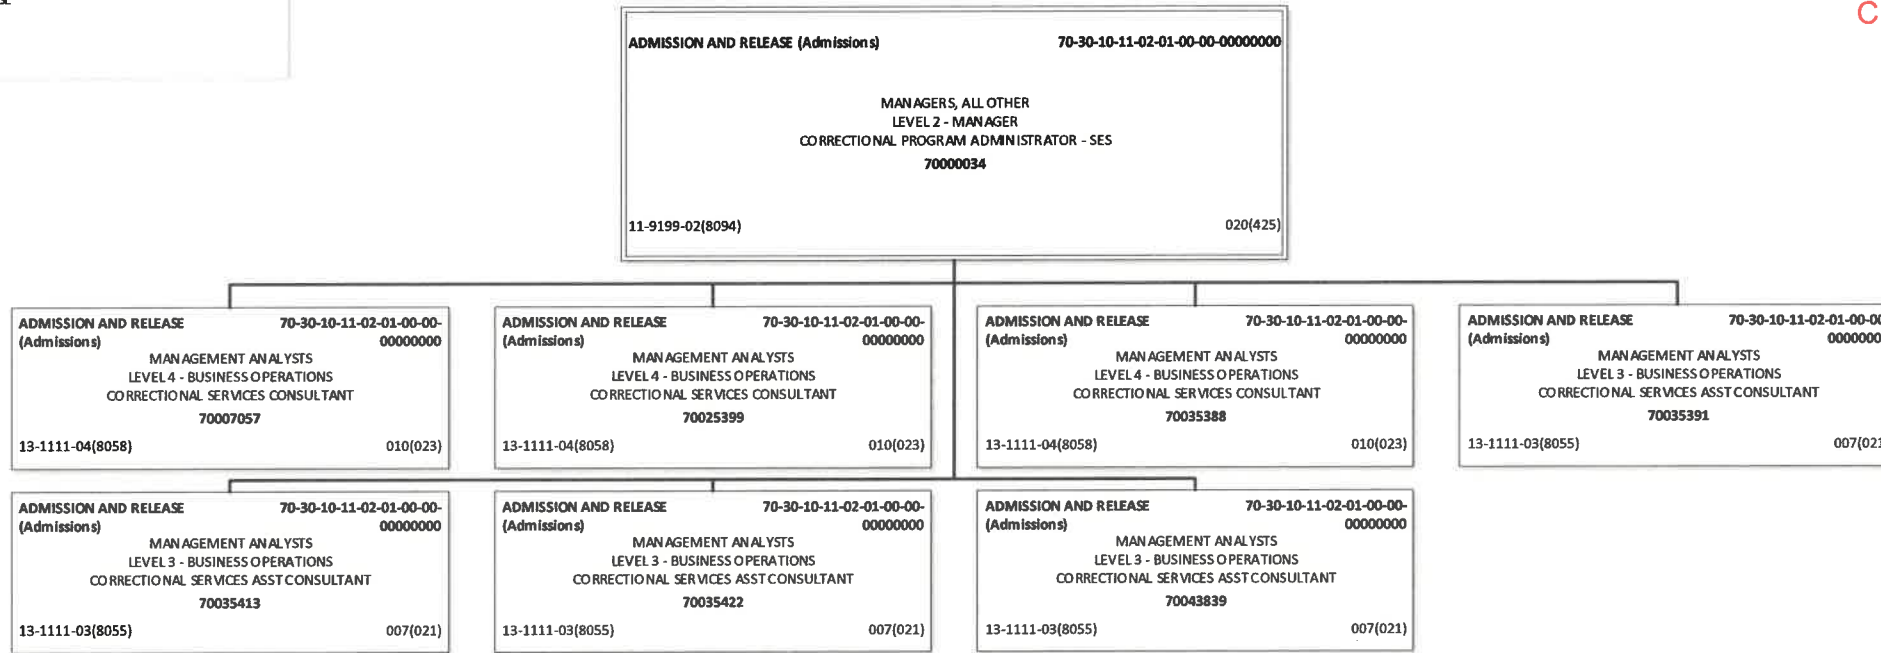 C
ADMISSION AND RELEASE (Admissions) 70-30-10-11-02-01-00-00-00000000
MANAGERS, ALL OTHER
LEVEL 2 - MANAGER
CORRECTIONAL PROGRAM ADMINISTRATOR - SES
70000034
11-9199-02(8094) 020(425)
ADMISSION AND RELEASE 70-30-10-11-02-01-00-00-
(Admissions) 00000000
MANAGEMENT ANALYSTS
LEVEL 4 - BUSINESS OPERATIONS
CORRECTIONAL SERVICES CONSULTANT
70007057
13-1111-04(8058) 010(023)
ADMISSION AND RELEASE 70-30-10-11-02-01-00-00-
(Admissions) 00000000
MANAGEMENT ANALYSTS
LEVEL 4 - BUSINESS OPERATIONS
CORRECTIONAL SERVICES CONSULTANT
70025399
13-1111-04(8058) 010(023)
ADMISSION AND RELEASE 70-30-10-11-02-01-00-00-
(Admissions) 00000000
MANAGEMENT ANALYSTS
LEVEL 4 - BUSINESS OPERATIONS
CORRECTIONAL SERVICES CONSULTANT
70035388
13-1111-04(8058) 010(023)
ADMISSION AND RELEASE 70-30-10-11-02-01-00-00
(Admissions) 0000000
MANAGEMENT ANALYSTS
LEVEL 3 - BUSINESS OPERATIONS
CORRECTIONAL SERVICES ASST CONSULTANT
70035391
13-1111-03(8055) 007(021
ADMISSION AND RELEASE 70-30-10-11-02-01-00-00-
(Admissions) 00000000
MANAGEMENT ANALYSTS
LEVEL 3 - BUSINESS OPERATIONS
CORRECTIONAL SERVICES ASST CONSULTANT
70035413
13-1111-03(8055) 007(021)
ADMISSION AND RELEASE 70-30-10-11-02-01-00-00-
(Admissions) 00000000
MANAGEMENT ANALYSTS
LEVEL 3 - BUSINESS OPERATIONS
CORRECTIONAL SERVICES ASST CONSULTANT
70035422
13-1111-03(8055) 007(021)
ADMISSION AND RELEASE 70-30-10-11-02-01-00-00-
(Admissions) 00000000
MANAGEMENT ANALYSTS
LEVEL 3 - BUSINESS OPERATIONS
CORRECTIONAL SERVICES ASST CONSULTANT
70043839
13-1111-03(8055) 007(021)